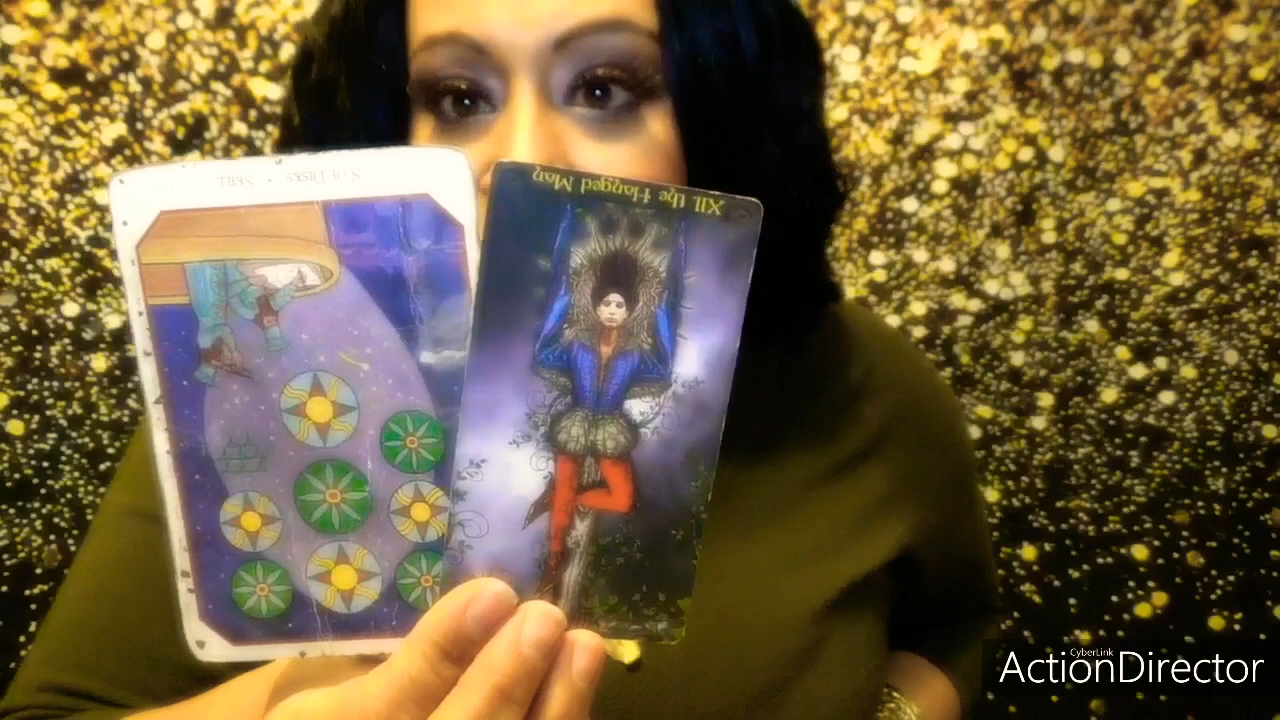 8 of Disks • Skill
XII. the Hanged Man
CyberLink
ActionDirector